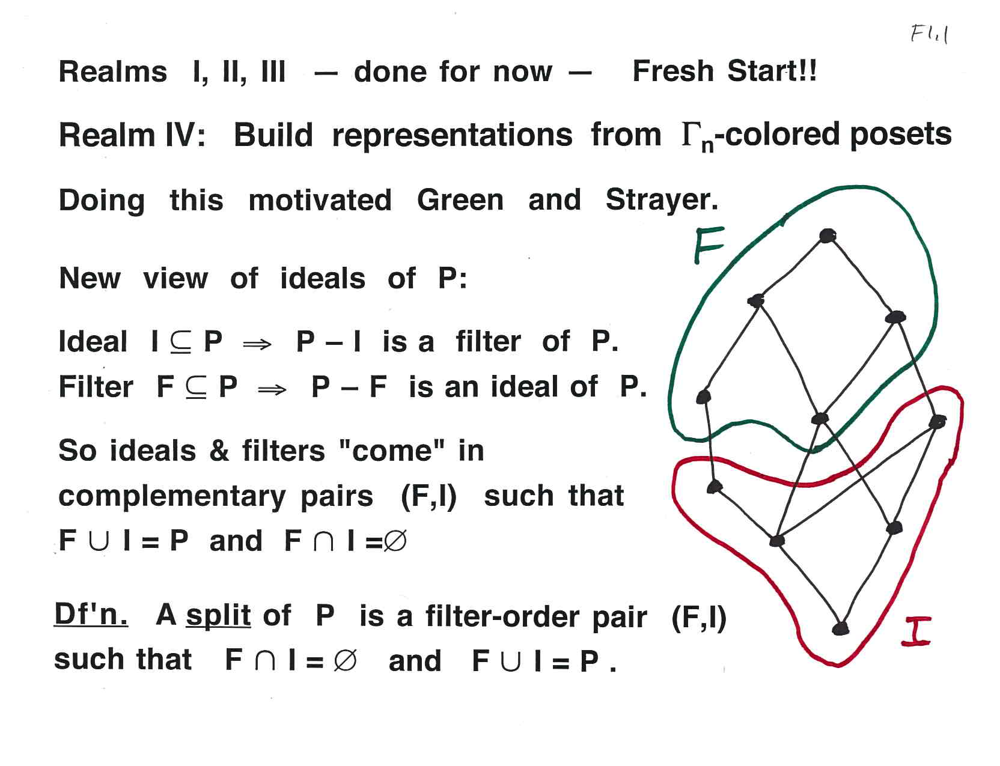 F1.1
Realms I, II, III — done for now — Fresh Start!!
Realm IV: Build representations from Γn-colored posets
Doing this motivated Green and Strayer.
F
New view of ideals of P:
Ideal I ⊆ P ⇒ P – I is a filter of P.
Filter F ⊆ P ⇒ P – F is an ideal of P.
So ideals & filters "come" in
complementary pairs (F,I) such that
F ∪ I = P and F ∩ I =∅
Df'n. A split of P is a filter-order pair (F,I)
such that F ∩ I = ∅ and F ∪ I = P .
I